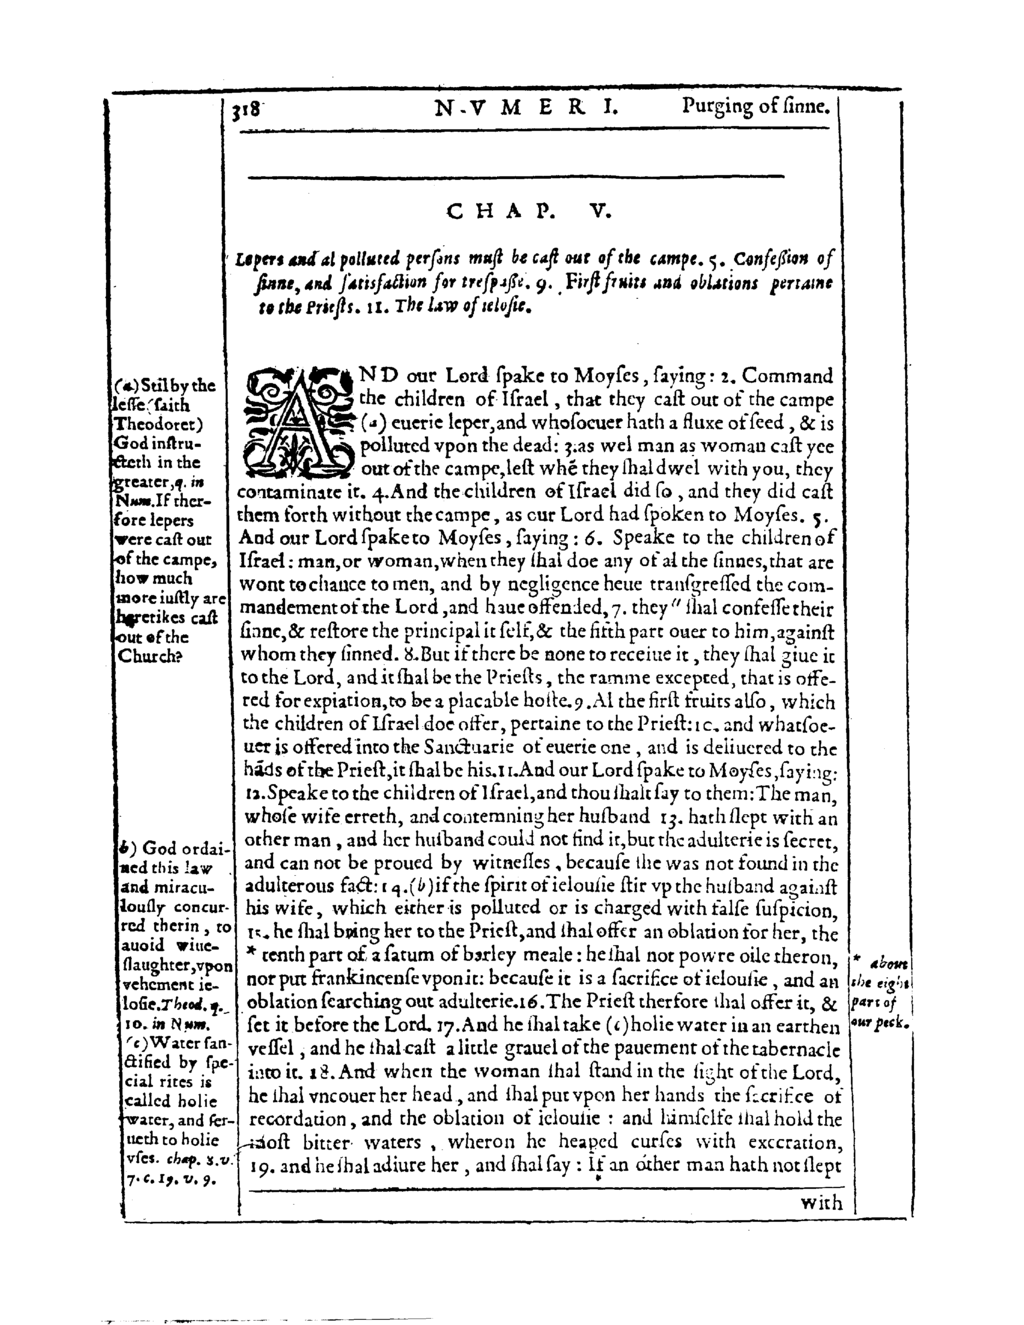 318 NVMERI. Purging of ſinne.
CHAP. V.
Lepers and al polluted perſons muſt be caſt out of the campe. 5. Confeßion of
ſinne, and ſatisfaction for treſpaſſe. 9. Firſt fruits and oblations pertaine
to the Prieſts. 11. The law of ieloſie.
AND our Lord ſpake to Moyſes, ſaying: 2. Command
the children of Iſrael, that they caſt out of the campe
(a) euerie leper, and whoſoeuer hath a fluxe of ſeed, & is
polluted vpon the dead: 3. as wel man as woman caſt yee
out of the campe, leſt whē they ſhal dwel with you, they
contaminate it. 4. And the children of Iſrael did ſo, and they did caſt
them forth without the campe, as our Lord had ſpoken to Moyſes. 5.
And our Lord ſpake to Moyſes, ſaying: 6. Speake to the children of
Iſrael: man, or woman, when they ſhal doe any of al the ſinnes, that are
wont to chance to men, and by negligence heue tranſgreſſed the com-
mandement of the Lord, and haue offended, 7. they " ſhal confeſſe their
ſinne, & reſtore the principal it ſelf, & the fifth part ouer to him, againſt
whom they ſinned. 8. But if there be none to receiue it, they ſhal giue it
to the Lord, and it ſhal be the Prieſts, the ramme excepted, that is offe-
red for expiation, to be a placable hoſte. 9. Al the firſt fruits alſo, which
the children of Iſrael doe offer, pertaine to the Prieſt: 10. and whatſoe-
uer is offered into the Sanctuarie of euerie one, and is deliuered to the
hāds of the Prieſt, it ſhal be his. 11. And our Lord ſpake to Moyſes, ſaying:
12. Speake to the children of Iſrael, and thou ſhalt ſay to them: The man,
whoſe wife erreth, and contemning her huſband 13. hath ſlept with an
other man, and her huſband could not find it, but the adulterie is ſecret,
and can not be proued by witneſſes, becauſe ſhe was not found in the
adulterous fact: 14. (b) if the ſpirit of ielouſie ſtir vp the huſband againſt
his wife, which either is polluted or is charged with falſe ſuſpicion,
15. he ſhal bring her to the Prieſt, and ſhal offer an oblation for her, the
* tenth part of a ſatum of barley meale: he ſhal not powre oile theron,
nor put frankincenſe vpon it: becauſe it is a ſacrifice of ielouſie, and an
oblation ſearching out adulterie. 16. The Prieſt therfore ſhal offer it, &
ſet it before the Lord. 17. And he ſhal take (c) holie water in an earthen
veſſel, and he ſhal caſt a little grauel of the pauement of the tabernacle
into it. 18. And when the woman ſhal ſtand in the ſight of the Lord,
he ſhal vncouer her head, and ſhal put vpon her hands the ſacrifice of
recordation, and the oblation of ielouſie: and himſelfe ſhal hold the
moſt bitter waters, wheron he heaped curſes with execration,
19. and he ſhal adiure her, and ſhal ſay: If an other man hath not ſlept
with
(a) Stil by the
leſſe (ſaith
Theodoret)
God inſtru-
cteth in the
greater, q. in
Num. If ther-
fore lepers
were caſt out
of the campe,
how much
more iuſtly are
heretikes caſt
out of the
Church?
b) God ordai-
ned this law
and miracu-
louſly concur-
red therin, to
auoid wiue-
ſlaughter, vpon
vehement ie-
loſie. Theod. q.
10. in Num.
(c) Water ſan-
ctified by ſpe-
cial rites is
called holie
water, and ſer-
ueth to holie
vſes. chap. 8. v.
7. c. 19. v. 9.
* about
the eight
part of
our peck.